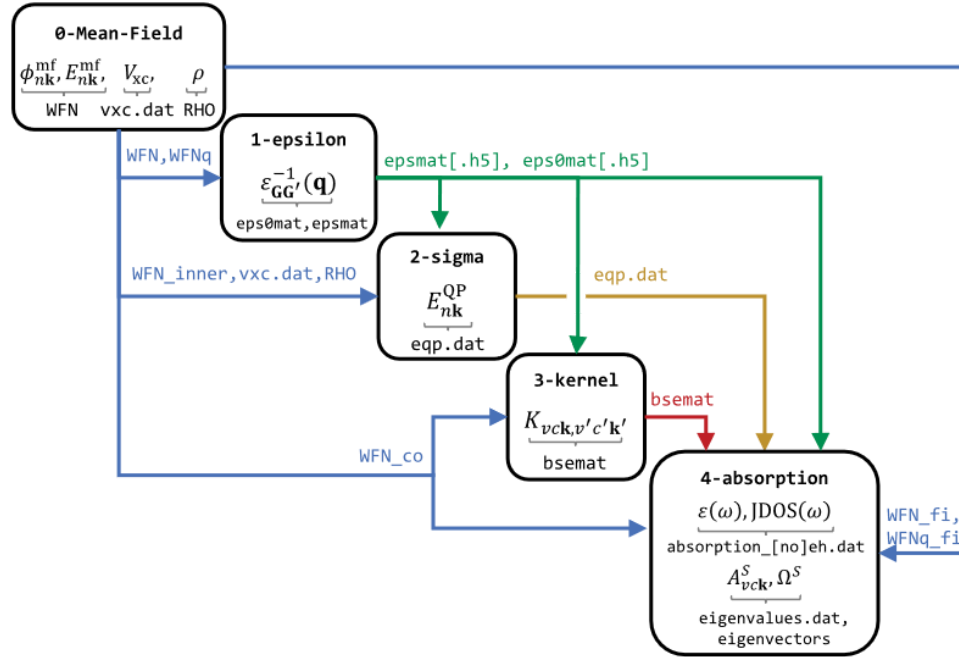 0-Mean-Field
ϕ^mf_nk, E^mf_nk, V_xc, ρ
WFN vxc.dat RHO
WFN,WFNq
1-epsilon
ε^-1_GG′(q)
eps0mat,epsmat
epsmat[.h5], eps0mat[.h5]
WFN_inner,vxc.dat,RHO
2-sigma
E^QP_nk
eqp.dat
eqp.dat
3-kernel
K_vck,v′c′k′
bsemat
bsemat
WFN_co
4-absorption
ε(ω), JDOS(ω)
absorption_[no]eh.dat
A^S_vck, Ω^S
eigenvalues.dat,
eigenvectors
WFN_fi,
WFNq_fi